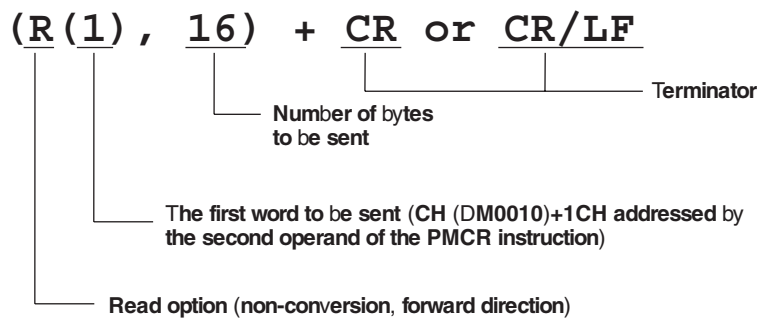 (R(1), 16) + CR or CR/LF
Terminator
Number of bytes
to be sent
The first word to be sent (CH (DM0010)+1CH addressed by
the second operand of the PMCR instruction)
Read option (non-conversion, forward direction)